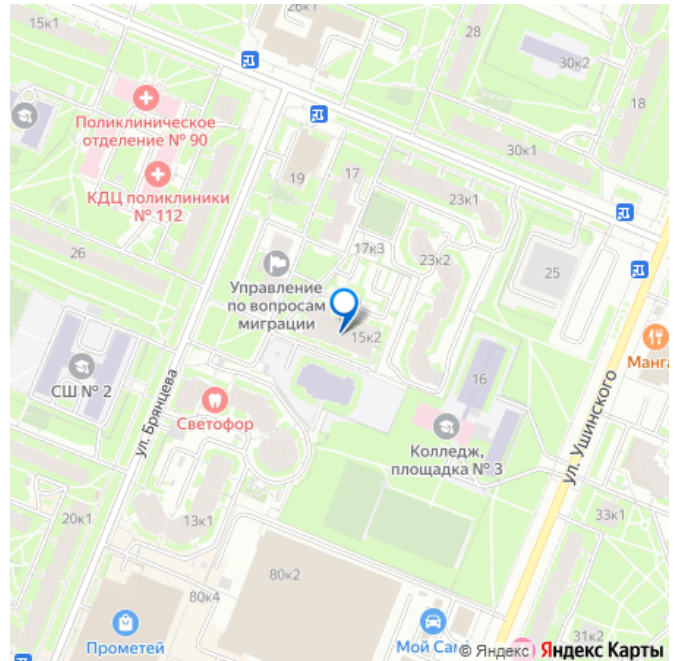 15к1
26к1
28
30к2
18
Поликлиническое
отделение № 90
КДЦ поликлиники
№ 112
30к1
19
17
23к1
26
17к3
23к2
25
Управление
по вопросам
миграции
15к2
СШ № 2
Светофор
16
Манга
Колледж,
площадка № 3
ул. Брянцева
ул. Ушинского
20к1
13к1
33к1
80к2
80к4
Прометей
Мой Сам
31к2
© Яндекс Яндекс Карты